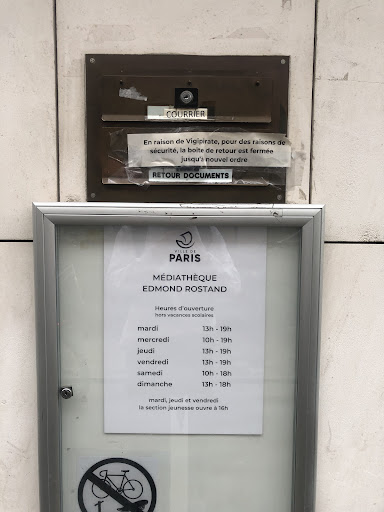 COURRIER
En raison de Vigipirate, pour des raisons de
sécurité, la boite de retour est fermée
jusqu'à nouvel ordre
RETOUR DOCUMENTS
VILLE DE
PARIS
MÉDIATHÈQUE
EDMOND ROSTAND
Heures d'ouverture
hors vacances scolaires
mardi 13h - 19h
mercredi 10h - 19h
jeudi 13h - 19h
vendredi 13h - 19h
samedi 10h - 18h
dimanche 13h - 18h
mardi, jeudi et vendredi
la section jeunesse ouvre à 16h